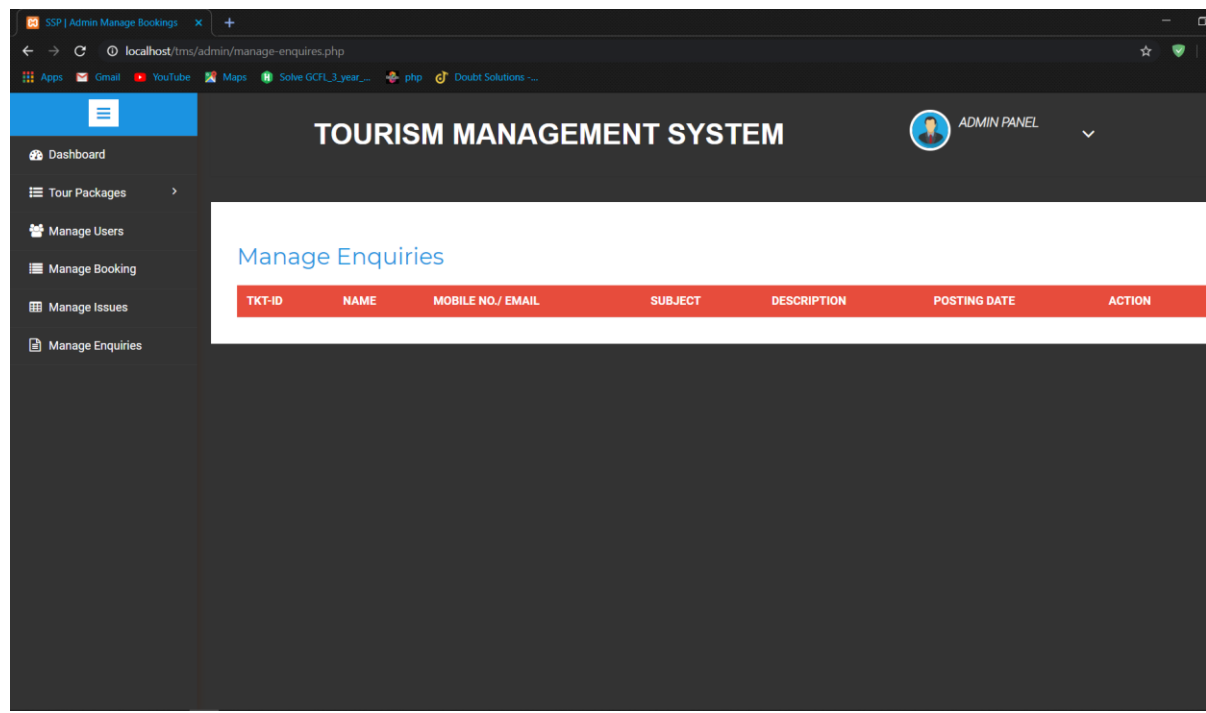 SSP | Admin Manage Bookings
localhost/tms/admin/manage-enquires.php
Apps Gmail YouTube Maps Solve GCFL_3_year_... php Doubt Solutions -...
TOURISM MANAGEMENT SYSTEM
ADMIN PANEL
Dashboard
Tour Packages
Manage Users
Manage Booking
Manage Issues
Manage Enquiries
Manage Enquiries
TKT-ID NAME MOBILE NO./ EMAIL SUBJECT DESCRIPTION POSTING DATE ACTION